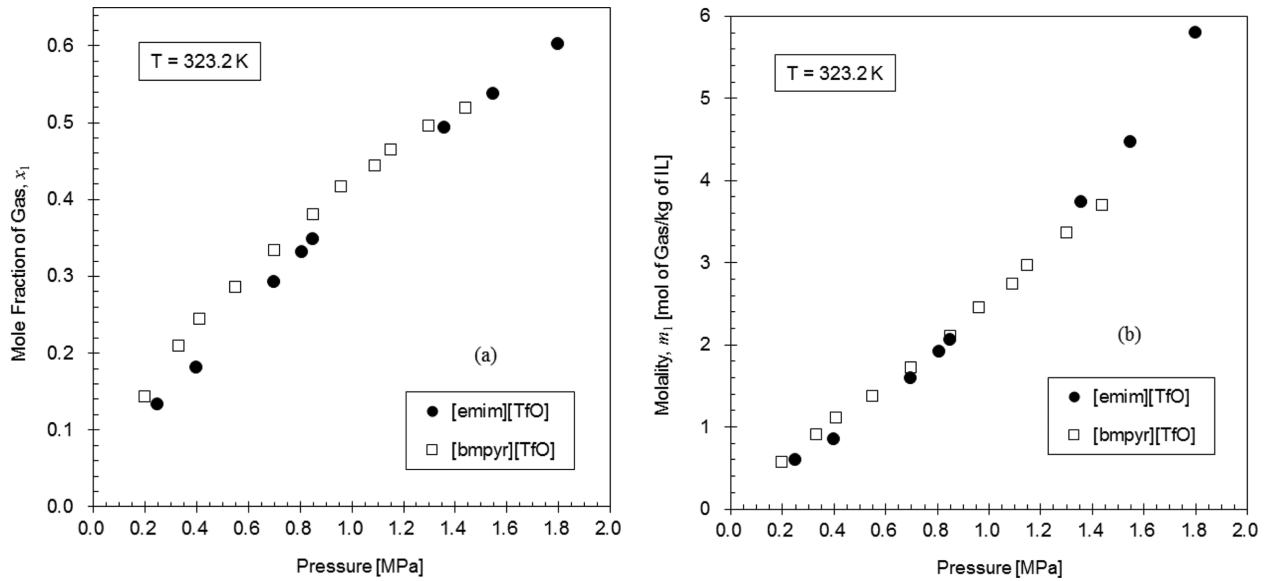 T = 323.2 K
Mole Fraction of Gas, x₁
0.6
0.5
0.4
0.3
0.2
0.1
0.0
(a)
[emim][TfO]
[bmpyr][TfO]
0.0 0.2 0.4 0.6 0.8 1.0 1.2 1.4 1.6 1.8 2.0
Pressure [MPa]
T = 323.2 K
Molality, m₁ [mol of Gas/kg of IL]
6
5
4
3
2
1
0
(b)
[emim][TfO]
[bmpyr][TfO]
0.0 0.2 0.4 0.6 0.8 1.0 1.2 1.4 1.6 1.8 2.0
Pressure [MPa]